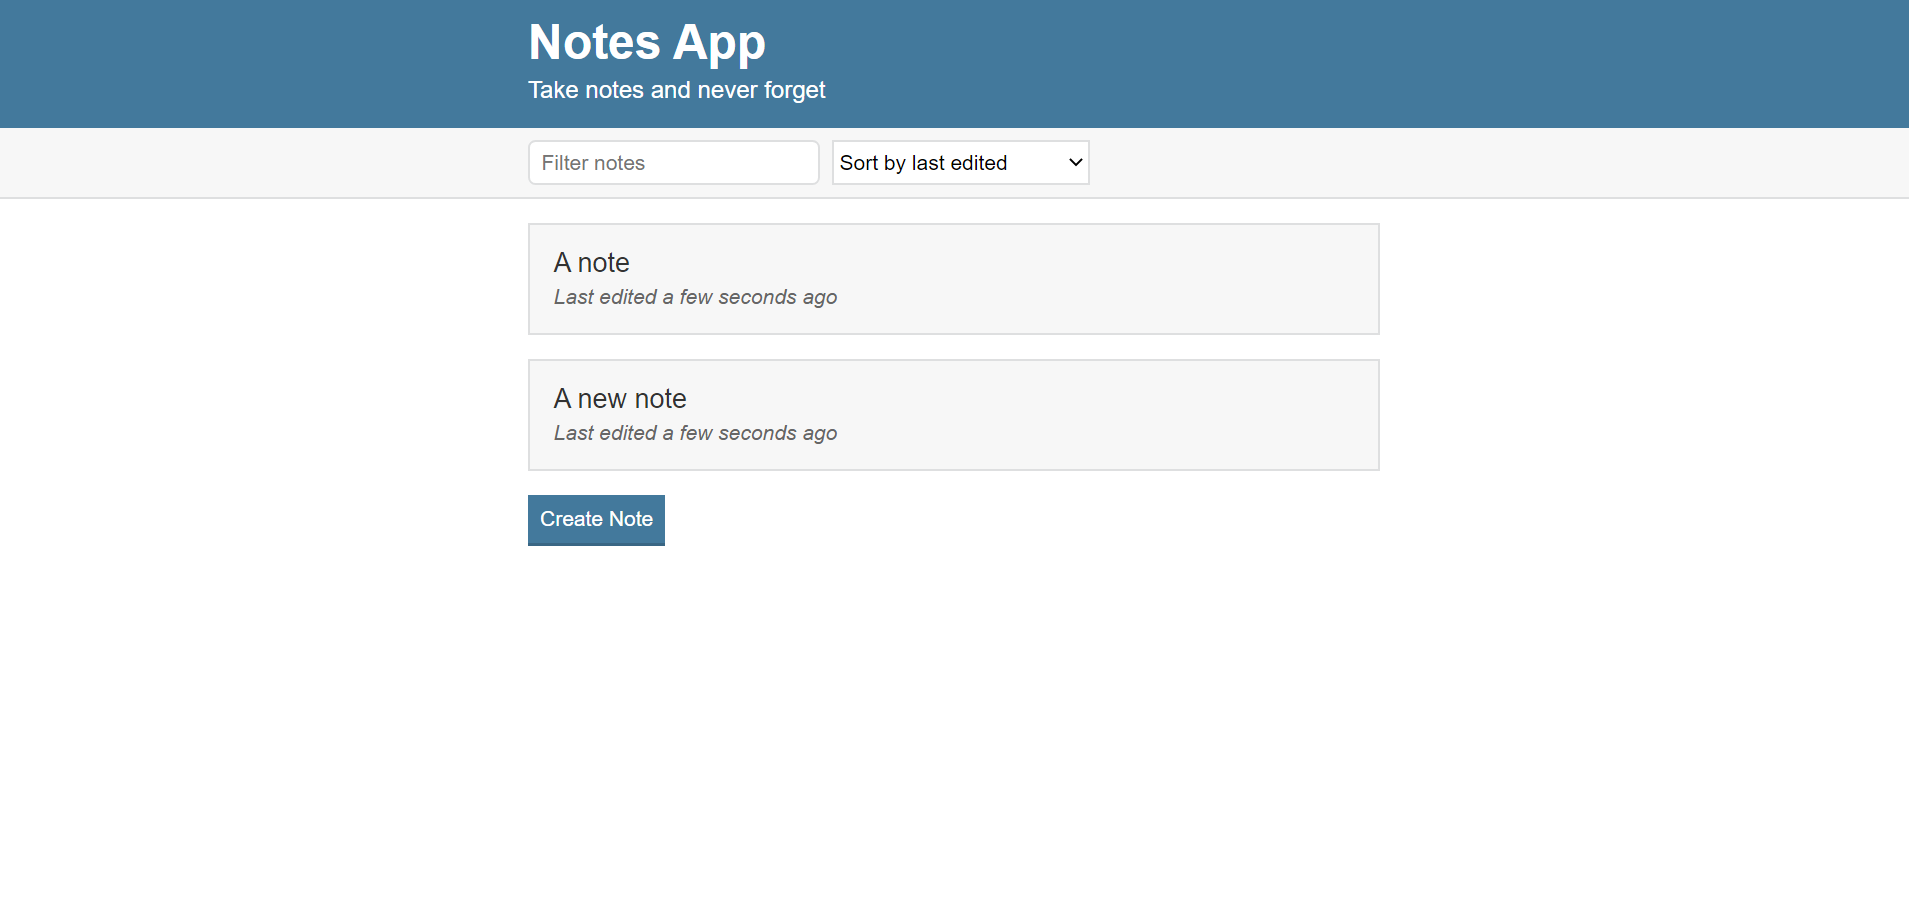 Notes App
Take notes and never forget
Filter notes
Sort by last edited
A note
Last edited a few seconds ago
A new note
Last edited a few seconds ago
Create Note